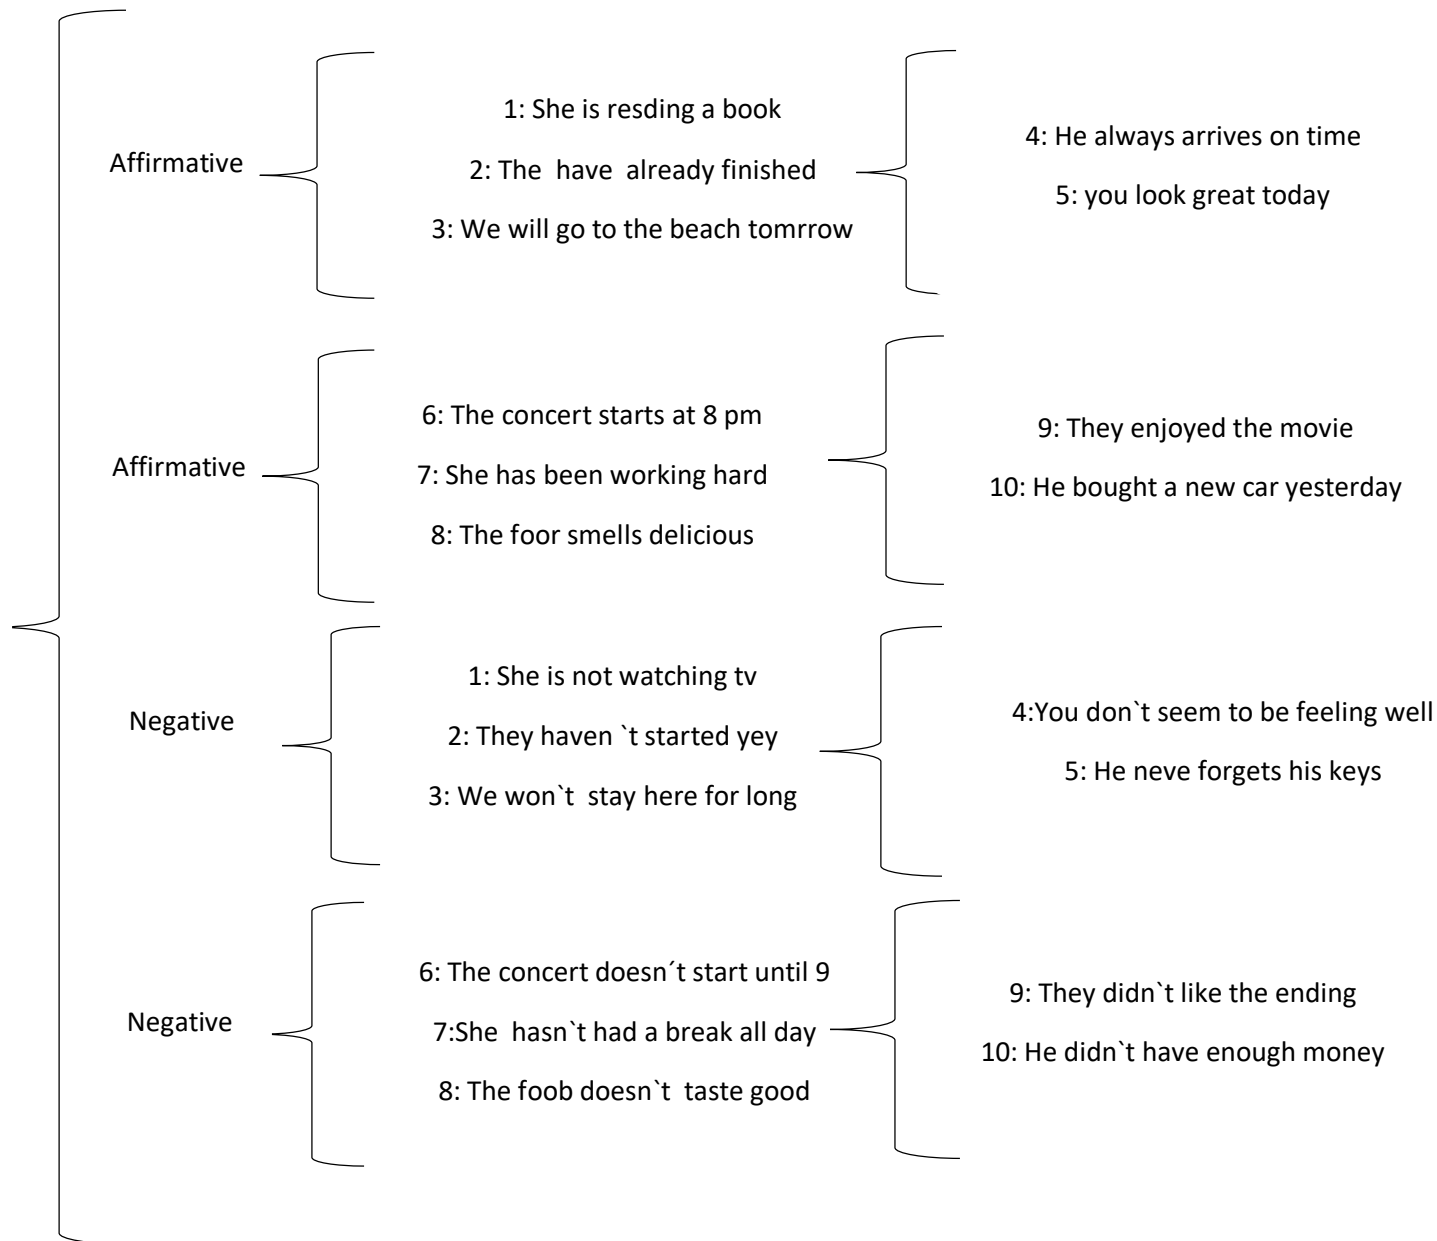 Affirmative
1: She is resding a book
2: The have already finished
3: We will go to the beach tomrrow
4: He always arrives on time
5: you look great today
Affirmative
6: The concert starts at 8 pm
7: She has been working hard
8: The foor smells delicious
9: They enjoyed the movie
10: He bought a new car yesterday
Negative
1: She is not watching tv
2: They haven `t started yey
3: We won`t stay here for long
4:You don`t seem to be feeling well
5: He neve forgets his keys
Negative
6: The concert doesn´t start until 9
7:She hasn`t had a break all day
8: The foob doesn`t taste good
9: They didn`t like the ending
10: He didn`t have enough money